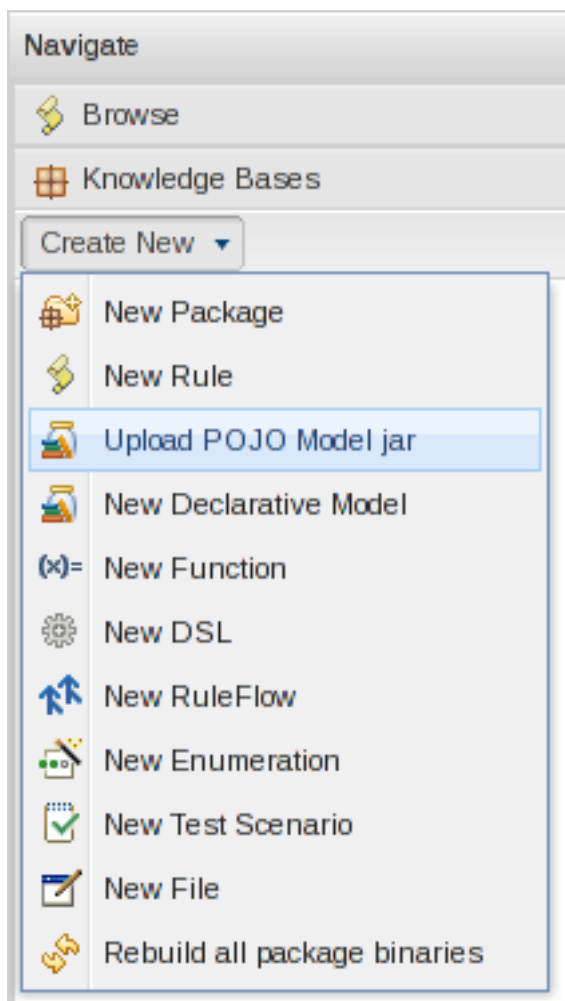 Navigate
Browse
Knowledge Bases
Create New
New Package
New Rule
Upload POJO Model jar
New Declarative Model
(x)= New Function
New DSL
New RuleFlow
New Enumeration
New Test Scenario
New File
Rebuild all package binaries